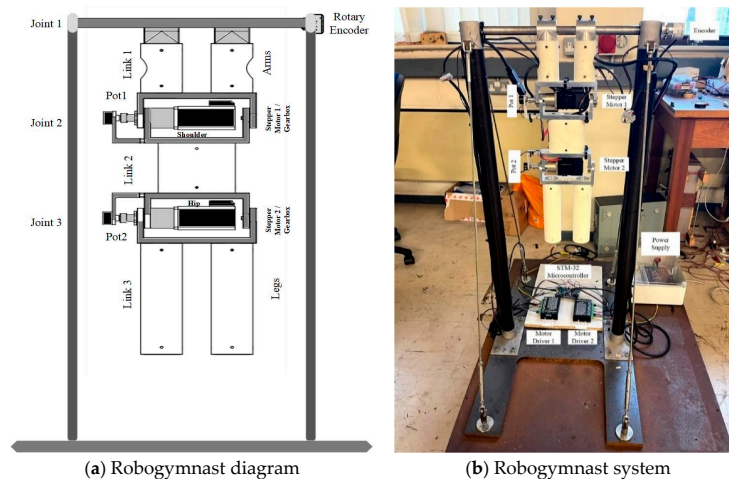 Joint 1
Rotary
Encoder
Link 1
Arms
Pot1
Joint 2
Shoulder
Stepper
Motor 1 /
Gearbox
Link 2
Hip
Joint 3
Pot2
Stepper
Motor 2 /
Gearbox
Link 3
Legs
(a) Robogymnast diagram
Encoder
Pot 1
Stepper
Motor 1
Pot 2
Stepper
Motor 2
Power
Supply
STM-32
Microcontroller
Motor
Driver 1
Motor
Driver 2
(b) Robogymnast system